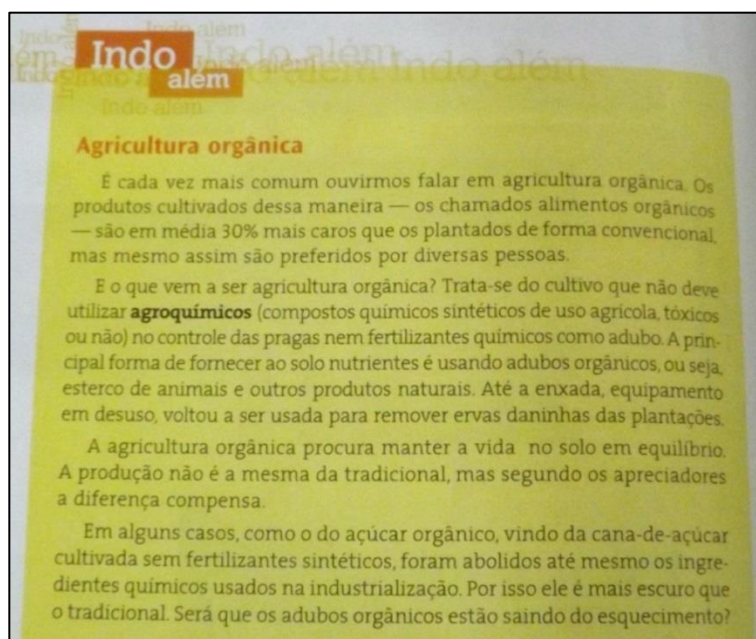 Indo
além
Agricultura orgânica
É cada vez mais comum ouvirmos falar em agricultura orgânica. Os
produtos cultivados dessa maneira — os chamados alimentos orgânicos
— são em média 30% mais caros que os plantados de forma convencional,
mas mesmo assim são preferidos por diversas pessoas.
E o que vem a ser agricultura orgânica? Trata-se do cultivo que não deve
utilizar agroquímicos (compostos químicos sintéticos de uso agrícola, tóxicos
ou não) no controle das pragas nem fertilizantes químicos como adubo. A prin-
cipal forma de fornecer ao solo nutrientes é usando adubos orgânicos, ou seja,
esterco de animais e outros produtos naturais. Até a enxada, equipamento
em desuso, voltou a ser usada para remover ervas daninhas das plantações.
A agricultura orgânica procura manter a vida no solo em equilíbrio.
A produção não é a mesma da tradicional, mas segundo os apreciadores
a diferença compensa.
Em alguns casos, como o do açúcar orgânico, vindo da cana-de-açúcar
cultivada sem fertilizantes sintéticos, foram abolidos até mesmo os ingre-
dientes químicos usados na industrialização. Por isso ele é mais escuro que
o tradicional. Será que os adubos orgânicos estão saindo do esquecimento?